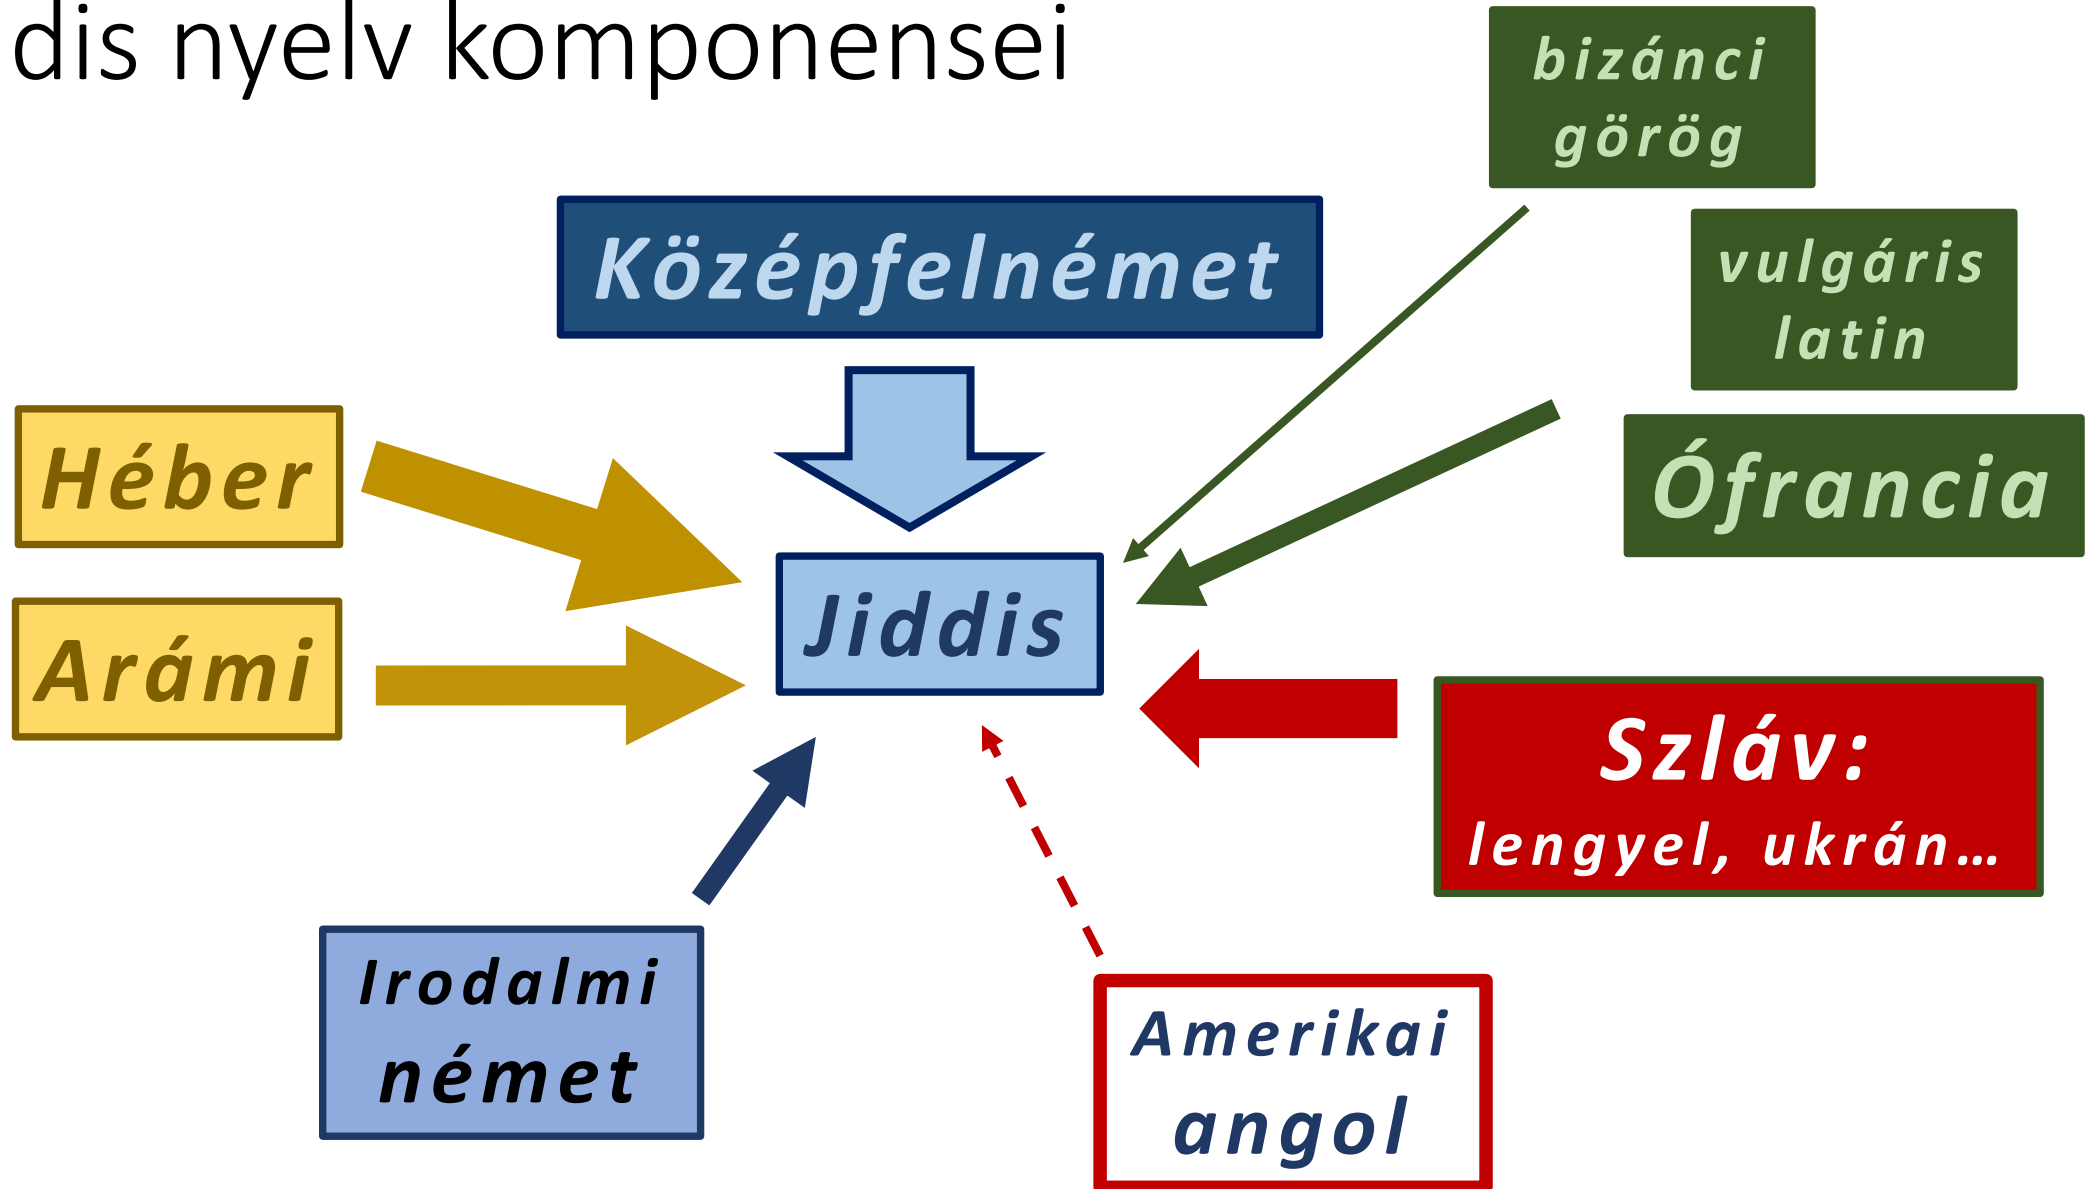 dis nyelv komponensei
bizánci
görög
Középfelnémet
vulgáris
latin
Héber
Ófrancia
Jiddis
Arámi
Szláv:
lengyel, ukrán…
Irodalmi
német
Amerikai
angol